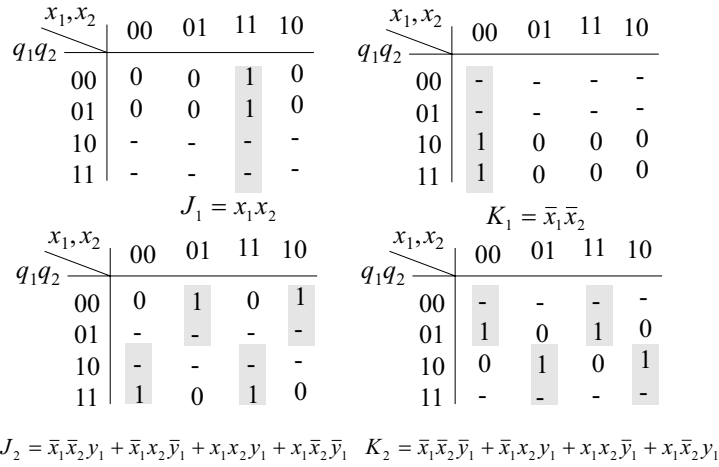 x₁,x₂ 00 01 11 10
q₁q₂
00 0 0 1 0
01 0 0 1 0
10 - - - -
11 - - - -
J₁ = x₁x₂
x₁,x₂ 00 01 11 10
q₁q₂
00 - - - -
01 - - - -
10 1 0 0 0
11 1 0 0 0
K₁ = x̄₁x̄₂
x₁,x₂ 00 01 11 10
q₁q₂
00 0 1 0 1
01 - - - -
10 - - - -
11 1 0 1 0
J₂ = x̄₁x̄₂y₁ + x̄₁x₂ȳ₁ + x₁x₂y₁ + x₁x̄₂ȳ₁
x₁,x₂ 00 01 11 10
q₁q₂
00 - - - -
01 1 0 1 0
10 0 1 0 1
11 - - - -
K₂ = x̄₁x̄₂ȳ₁ + x̄₁x₂y₁ + x₁x₂ȳ₁ + x₁x̄₂y₁